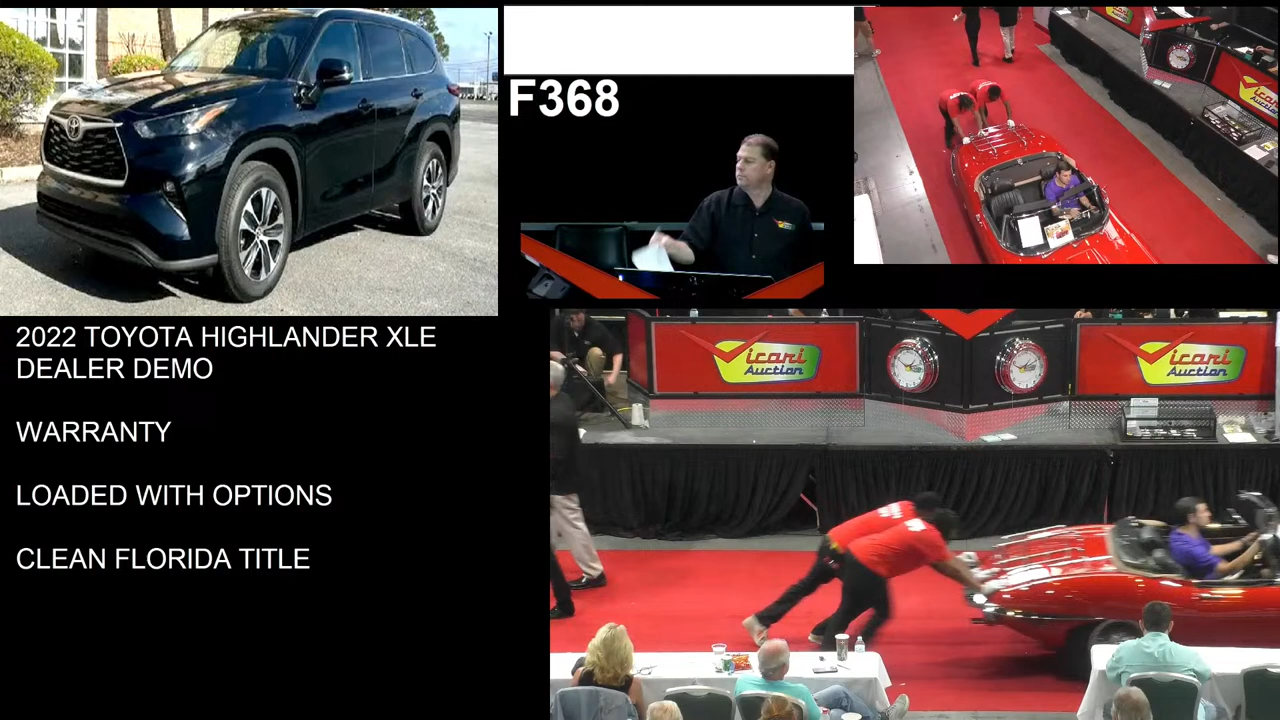 F368
2022 TOYOTA HIGHLANDER XLE
DEALER DEMO
WARRANTY
LOADED WITH OPTIONS
CLEAN FLORIDA TITLE
Vicari
Auction
Vicari
Auction